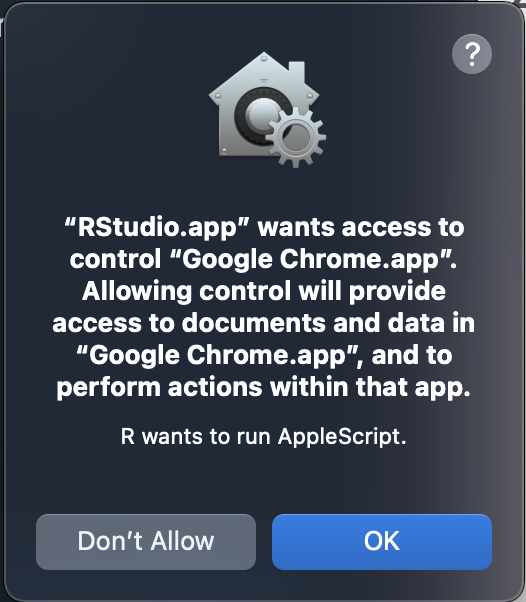 ?
“RStudio.app” wants access to
control “Google Chrome.app”.
Allowing control will provide
access to documents and data in
“Google Chrome.app”, and to
perform actions within that app.
R wants to run AppleScript.
Don’t Allow
OK